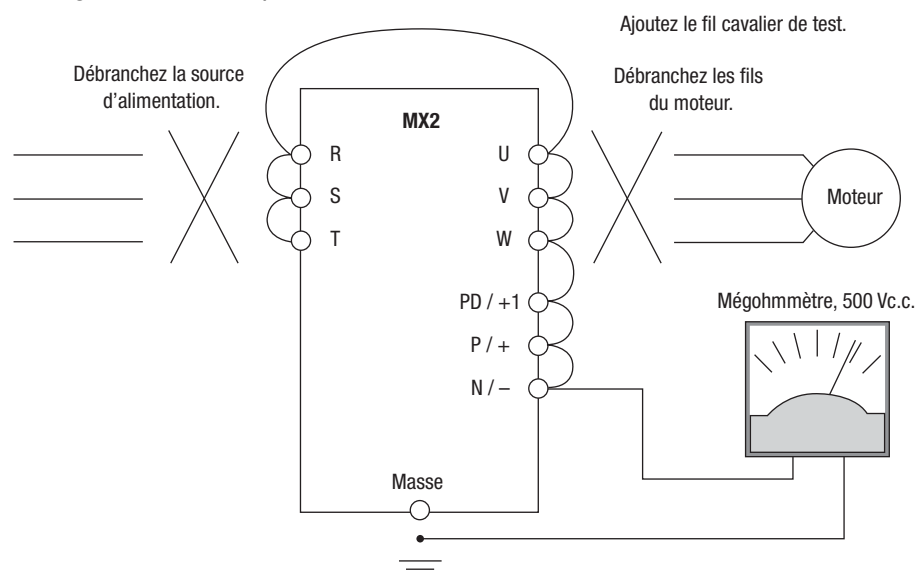 Ajoutez le fil cavalier de test.
Débranchez la source
d'alimentation.
Débranchez les fils
du moteur.
MX2
R
U
S
V
T
W
Moteur
PD / +1
P / +
N / –
Mégohmmètre, 500 Vc.c.
Masse